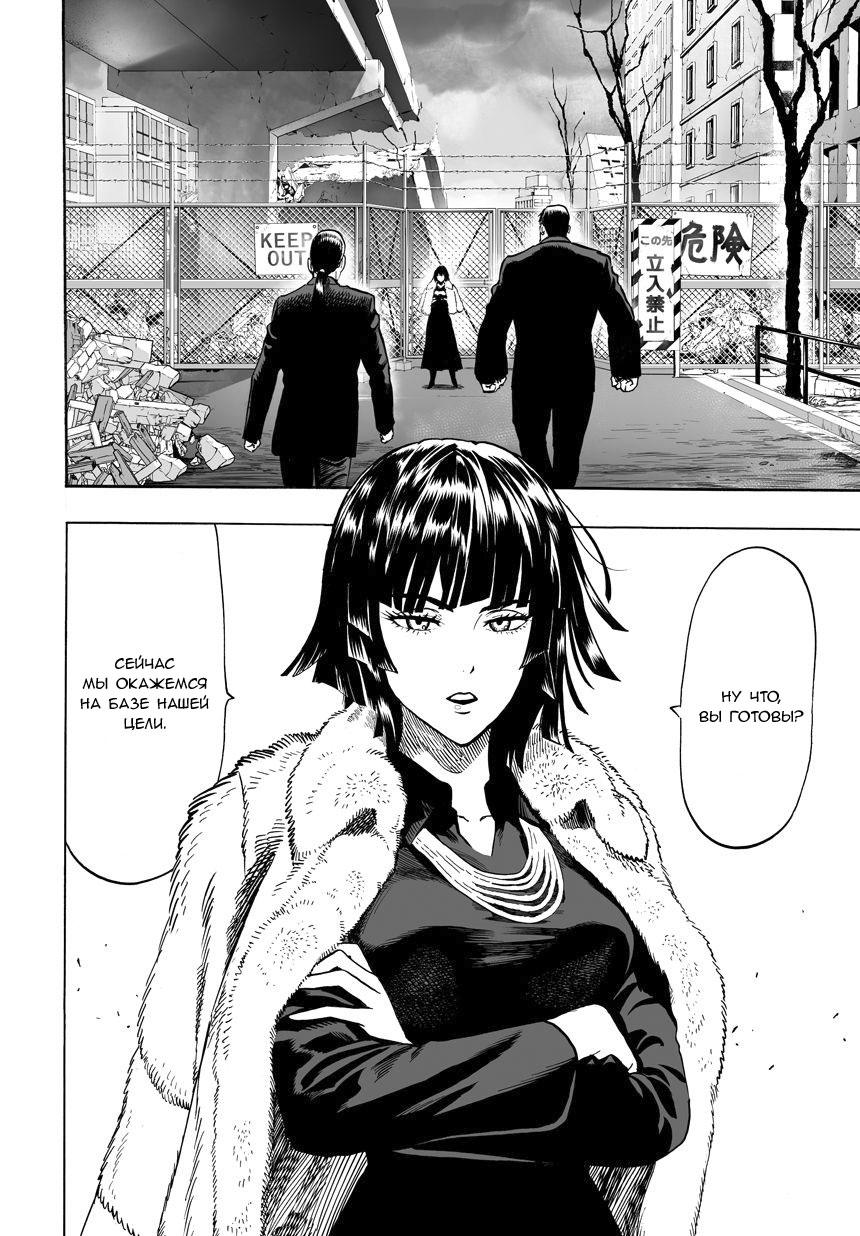 KEEP
OUT
この先
立入禁止
危険
НУ ЧТО,
ВЫ ГОТОВЫ?
СЕЙЧАС
МЫ ОКАЖЕМСЯ
НА БАЗЕ НАШЕЙ
ЦЕЛИ.